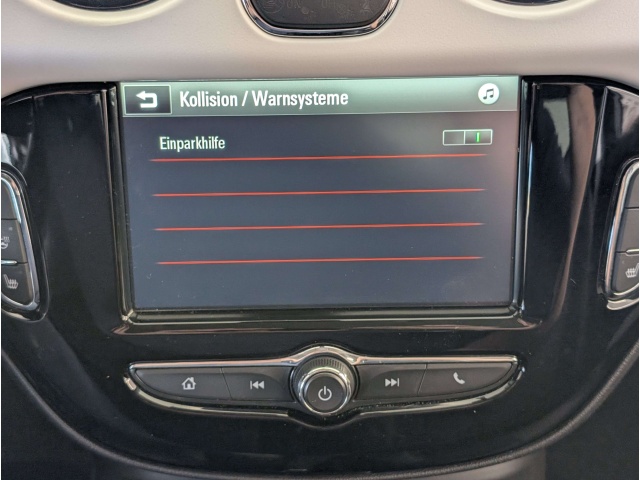 Kollision / Warnsysteme
Einparkhilfe